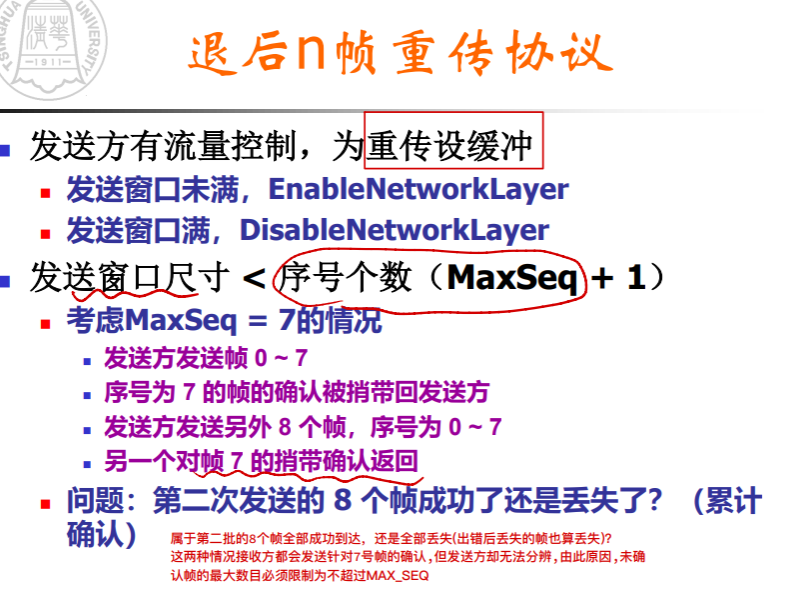 TSINGHUA UNIVERSITY
-1911-
退后n帧重传协议
发送方有流量控制，为重传设缓冲
发送窗口未满，EnableNetworkLayer
发送窗口满，DisableNetworkLayer
发送窗口尺寸 < 序号个数（MaxSeq + 1）
考虑MaxSeq = 7的情况
发送方发送帧 0 ~ 7
序号为 7 的帧的确认被捎带回发送方
发送方发送另外 8 个帧，序号为 0 ~ 7
另一个对帧 7 的捎带确认返回
问题：第二次发送的 8 个帧成功了还是丢失了？（累计
确认）
属于第二批的8个帧全部成功到达，还是全部丢失(出错后丢失的帧也算丢失)?
这两种情况接收方都会发送针对7号帧的确认,但发送方却无法分辨,由此原因,未确
认帧的最大数目必须限制为不超过MAX_SEQ